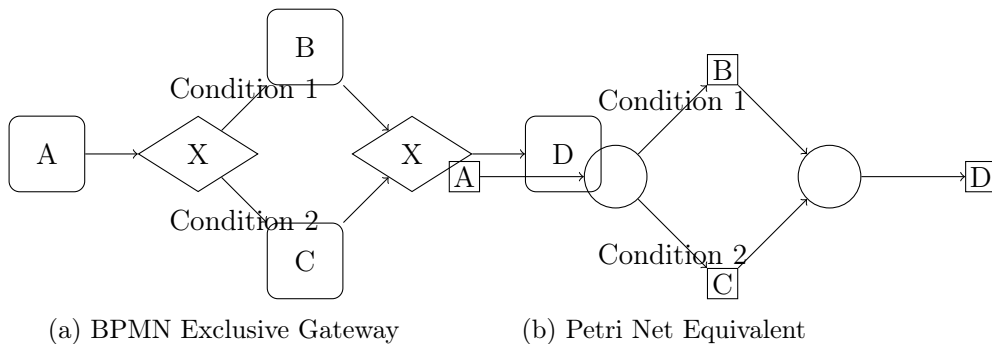 B
Condition 1
A
X
X
D
Condition 2
C
(a) BPMN Exclusive Gateway
B
Condition 1
A
D
Condition 2
C
(b) Petri Net Equivalent